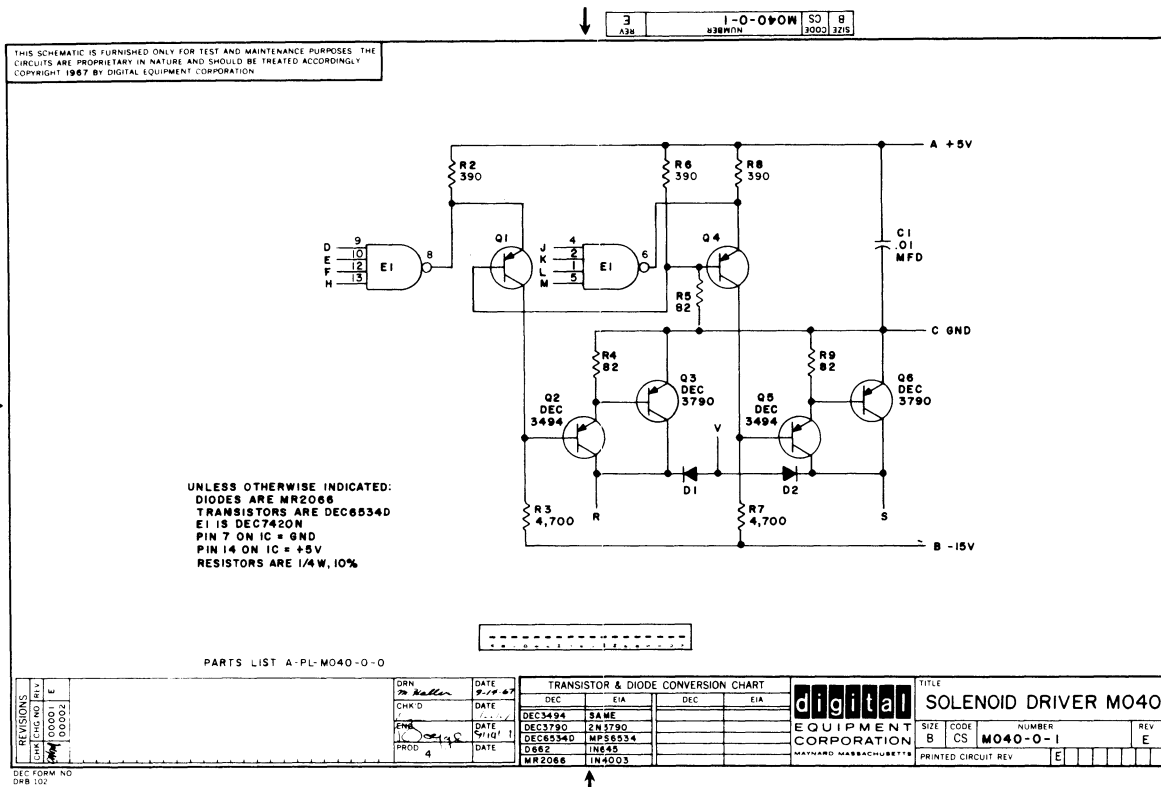 SIZE CODE NUMBER REV
B CS M040-0-1 E
THIS SCHEMATIC IS FURNISHED ONLY FOR TEST AND MAINTENANCE PURPOSES THE
CIRCUITS ARE PROPRIETARY IN NATURE AND SHOULD BE TREATED ACCORDINGLY
COPYRIGHT 1967 BY DIGITAL EQUIPMENT CORPORATION
A +5V
R2
390
R6
390
R8
390
C1
.01
MFD
D 9
E 10
F 12
H 13
E1
8
Q1
J 4
K 2
L 1
M 5
E1
6
Q4
R5
82
C GND
R4
82
Q3
DEC
3790
R9
82
Q6
DEC
3790
Q2
DEC
3494
Q5
DEC
3494
V
D1
D2
R
S
R3
4,700
R7
4,700
B -15V
UNLESS OTHERWISE INDICATED:
DIODES ARE MR2066
TRANSISTORS ARE DEC6534D
E1 IS DEC7420N
PIN 7 ON IC = GND
PIN 14 ON IC = +5V
RESISTORS ARE 1/4 W, 10%
PARTS LIST A-PL-M040-0-0
REVISIONS
CHK CHG NO REV
00001 E
00002
DRN DATE
9-14-67
CHK'D DATE
ENG DATE
PROD 4 DATE
TRANSISTOR & DIODE CONVERSION CHART
DEC EIA DEC EIA
DEC3494 SAME
DEC3790 2N3790
DEC6534D MPS6534
D662 IN645
MR2066 IN4003
digital
EQUIPMENT
CORPORATION
MAYNARD MASSACHUSETTS
TITLE
SOLENOID DRIVER M040
SIZE CODE NUMBER REV
B CS M040-0-1 E
PRINTED CIRCUIT REV E
DEC FORM NO
DRB 102